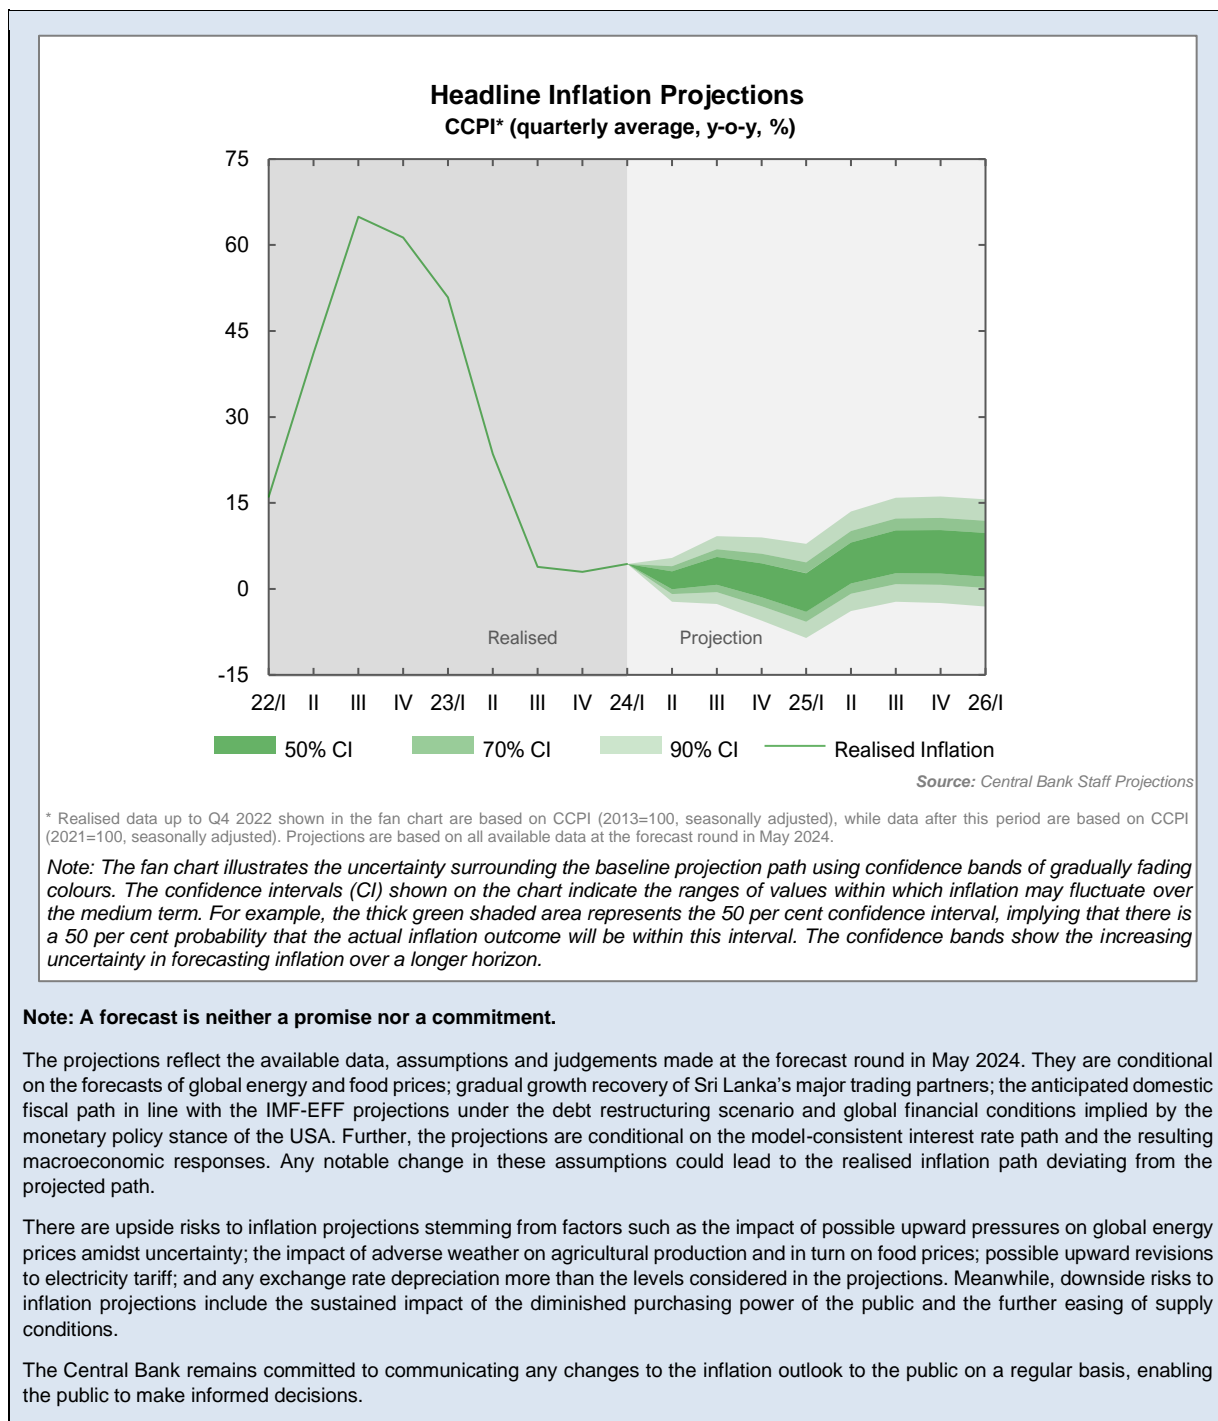 Headline Inflation Projections
CCPI* (quarterly average, y-o-y, %)
75
60
45
30
15
0
-15
Realised
Projection
22/I II III IV 23/I II III IV 24/I II III IV 25/I II III IV 26/I
50% CI 70% CI 90% CI Realised Inflation
Source: Central Bank Staff Projections
* Realised data up to Q4 2022 shown in the fan chart are based on CCPI (2013=100, seasonally adjusted), while data after this period are based on CCPI
(2021=100, seasonally adjusted). Projections are based on all available data at the forecast round in May 2024.
Note: The fan chart illustrates the uncertainty surrounding the baseline projection path using confidence bands of gradually fading
colours. The confidence intervals (CI) shown on the chart indicate the ranges of values within which inflation may fluctuate over
the medium term. For example, the thick green shaded area represents the 50 per cent confidence interval, implying that there is
a 50 per cent probability that the actual inflation outcome will be within this interval. The confidence bands show the increasing
uncertainty in forecasting inflation over a longer horizon.
Note: A forecast is neither a promise nor a commitment.
The projections reflect the available data, assumptions and judgements made at the forecast round in May 2024. They are conditional
on the forecasts of global energy and food prices; gradual growth recovery of Sri Lanka's major trading partners; the anticipated domestic
fiscal path in line with the IMF-EFF projections under the debt restructuring scenario and global financial conditions implied by the
monetary policy stance of the USA. Further, the projections are conditional on the model-consistent interest rate path and the resulting
macroeconomic responses. Any notable change in these assumptions could lead to the realised inflation path deviating from the
projected path.
There are upside risks to inflation projections stemming from factors such as the impact of possible upward pressures on global energy
prices amidst uncertainty; the impact of adverse weather on agricultural production and in turn on food prices; possible upward revisions
to electricity tariff; and any exchange rate depreciation more than the levels considered in the projections. Meanwhile, downside risks to
inflation projections include the sustained impact of the diminished purchasing power of the public and the further easing of supply
conditions.
The Central Bank remains committed to communicating any changes to the inflation outlook to the public on a regular basis, enabling
the public to make informed decisions.